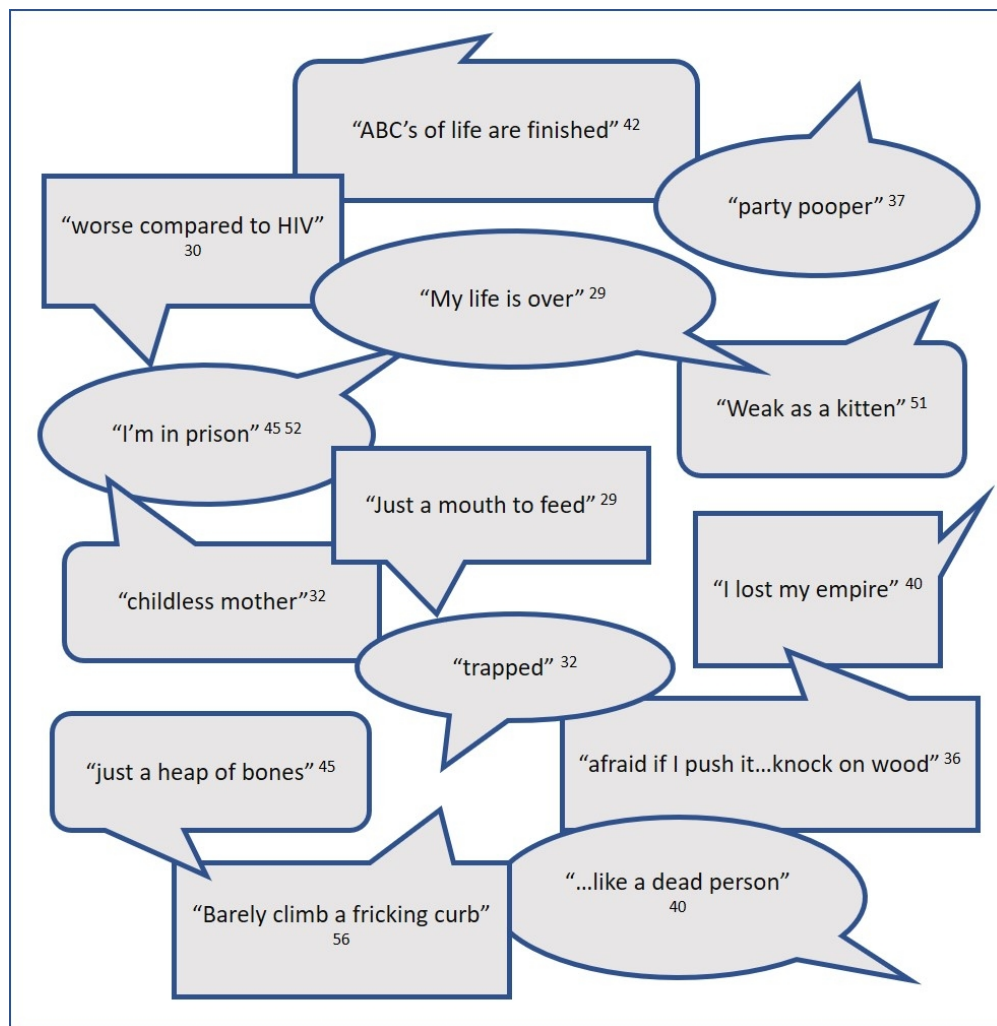 “ABC’s of life are finished” 42
“party pooper” 37
“worse compared to HIV”
30
“My life is over” 29
“Weak as a kitten” 51
“I’m in prison” 45 52
“Just a mouth to feed” 29
“I lost my empire” 40
“childless mother”32
“trapped” 32
“just a heap of bones” 45
“afraid if I push it...knock on wood” 36
“...like a dead person”
40
“Barely climb a fricking curb”
56